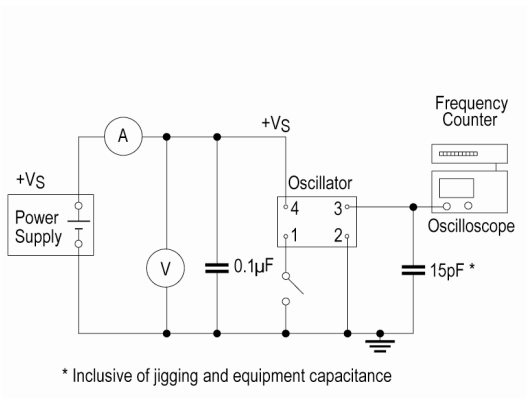 Frequency
Counter
A
+VS
+VS
Oscillator
Power
Supply
4
3
1
2
Oscilloscope
V
0.1µF
15pF *
* Inclusive of jigging and equipment capacitance